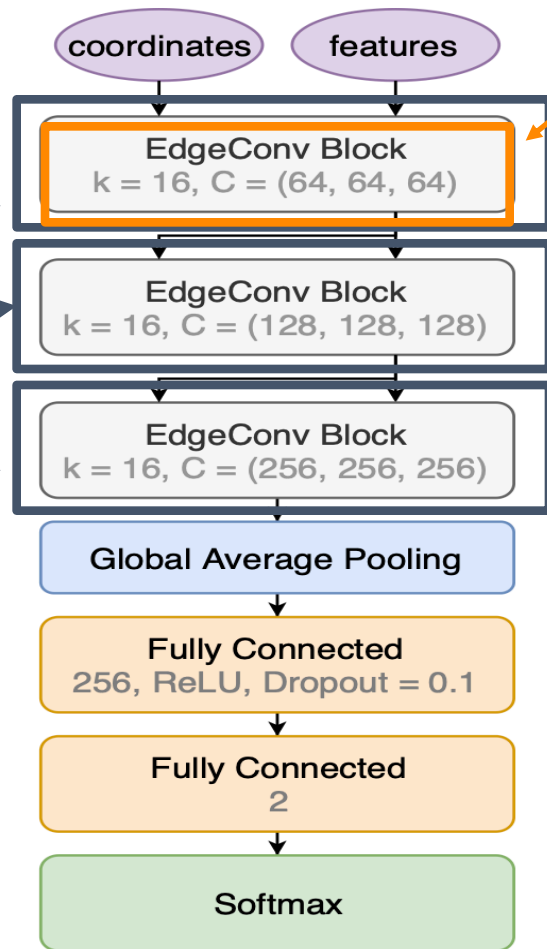 coordinates features
EdgeConv Block
k = 16, C = (64, 64, 64)
EdgeConv Block
k = 16, C = (128, 128, 128)
EdgeConv Block
k = 16, C = (256, 256, 256)
Global Average Pooling
Fully Connected
256, ReLU, Dropout = 0.1
Fully Connected
2
Softmax